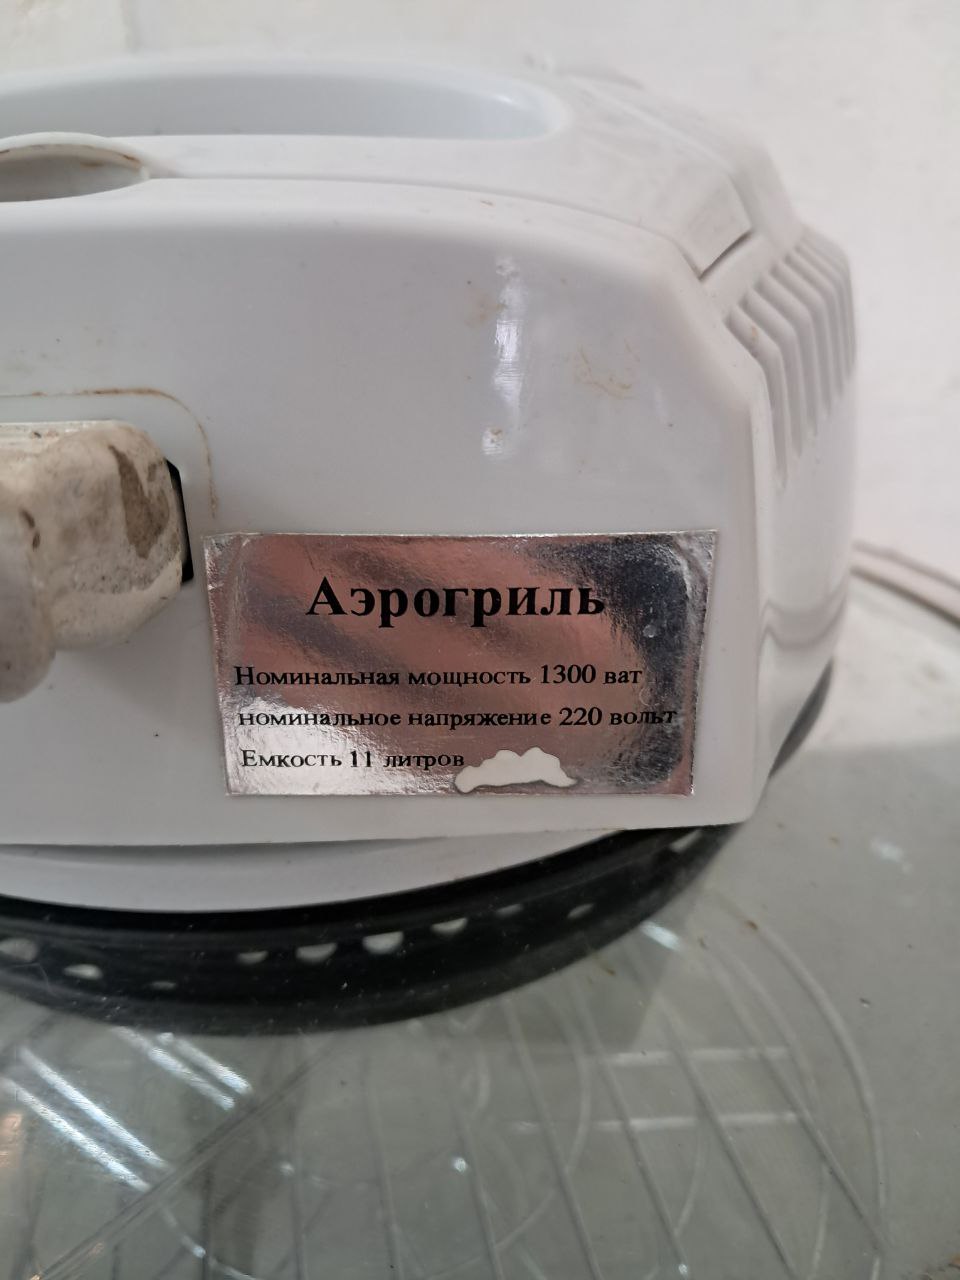 Аэрогриль
Номинальная мощность 1300 ват
номинальное напряжение 220 вольт
Емкость 11 литров